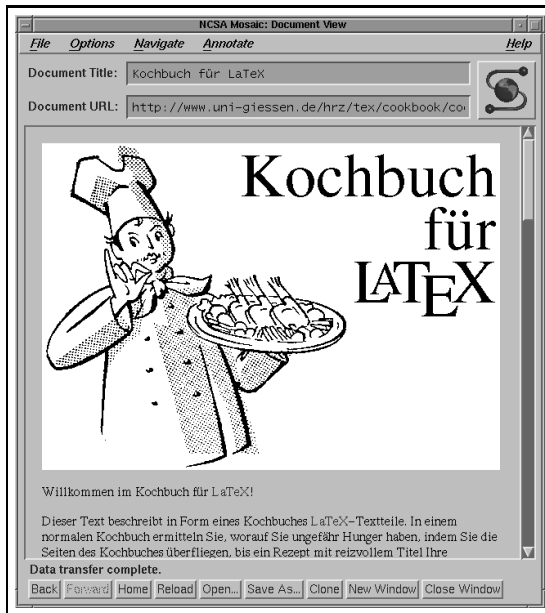 NCSA Mosaic: Document View
File Options Navigate Annotate Help
Document Title: Kochbuch für LaTeX
Document URL: http://www.uni-giessen.de/hrz/tex/cookbook/co
Kochbuch
für
LATEX
Willkommen im Kochbuch für LaTeX!
Dieser Text beschreibt in Form eines Kochbuches LaTeX-Textteile. In einem
normalen Kochbuch ermitteln Sie, worauf Sie ungefähr Hunger haben, indem Sie die
Seiten des Kochbuches überfliegen, bis ein Rezept mit reizvollem Titel Ihre
Data transfer complete.
Back Forward Home Reload Open... Save As... Clone New Window Close Window